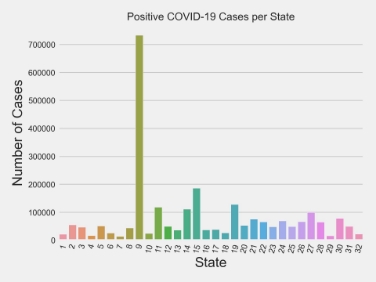 Positive COVID-19 Cases per State
Number of Cases
700000
600000
500000
400000
300000
200000
100000
0
1 2 3 4 5 6 7 8 9 10 11 12 13 14 15 16 17 18 19 20 21 22 23 24 25 26 27 28 29 30 31 32
State